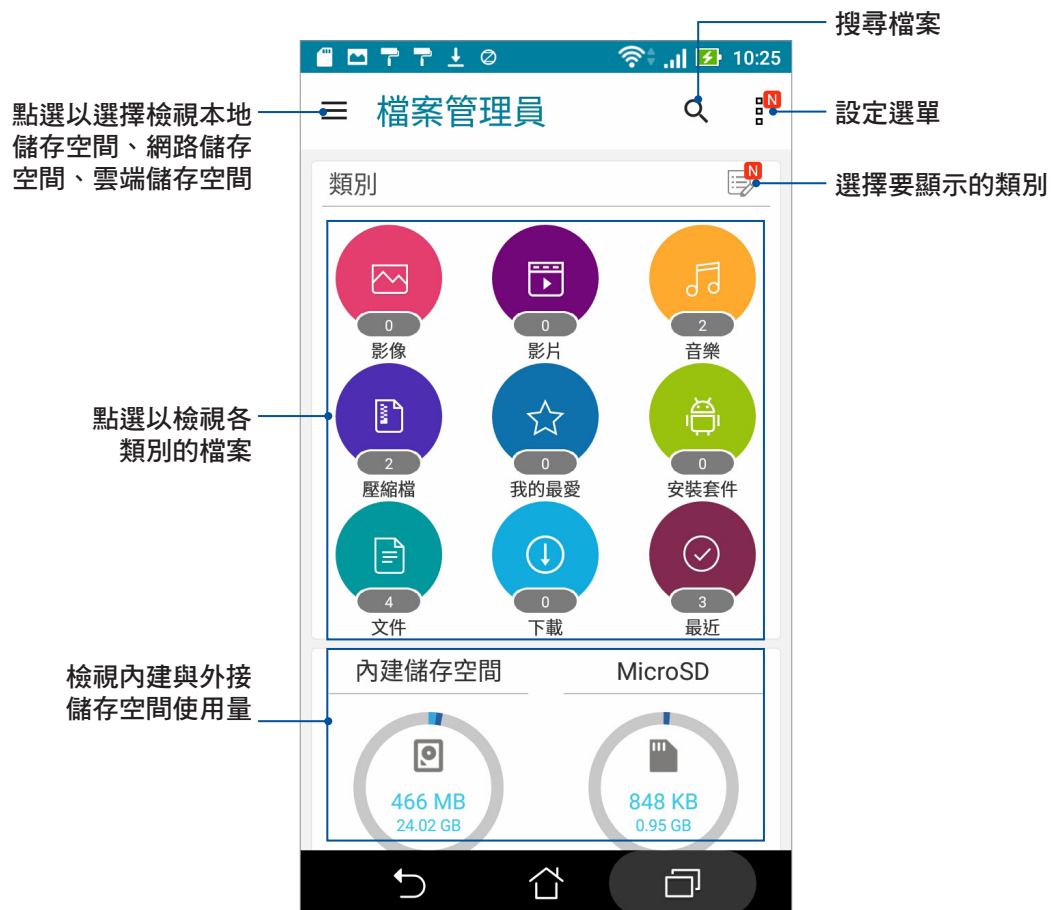 搜尋檔案
10:25
點選以選擇檢視本地
儲存空間、網路儲存
空間、雲端儲存空間
檔案管理員
N
設定選單
類別
N
選擇要顯示的類別
0
0
2
影像
影片
音樂
點選以檢視各
類別的檔案
2
0
0
壓縮檔
我的最愛
安裝套件
4
0
3
文件
下載
最近
檢視內建與外接
儲存空間使用量
內建儲存空間
MicroSD
466 MB
24.02 GB
848 KB
0.95 GB